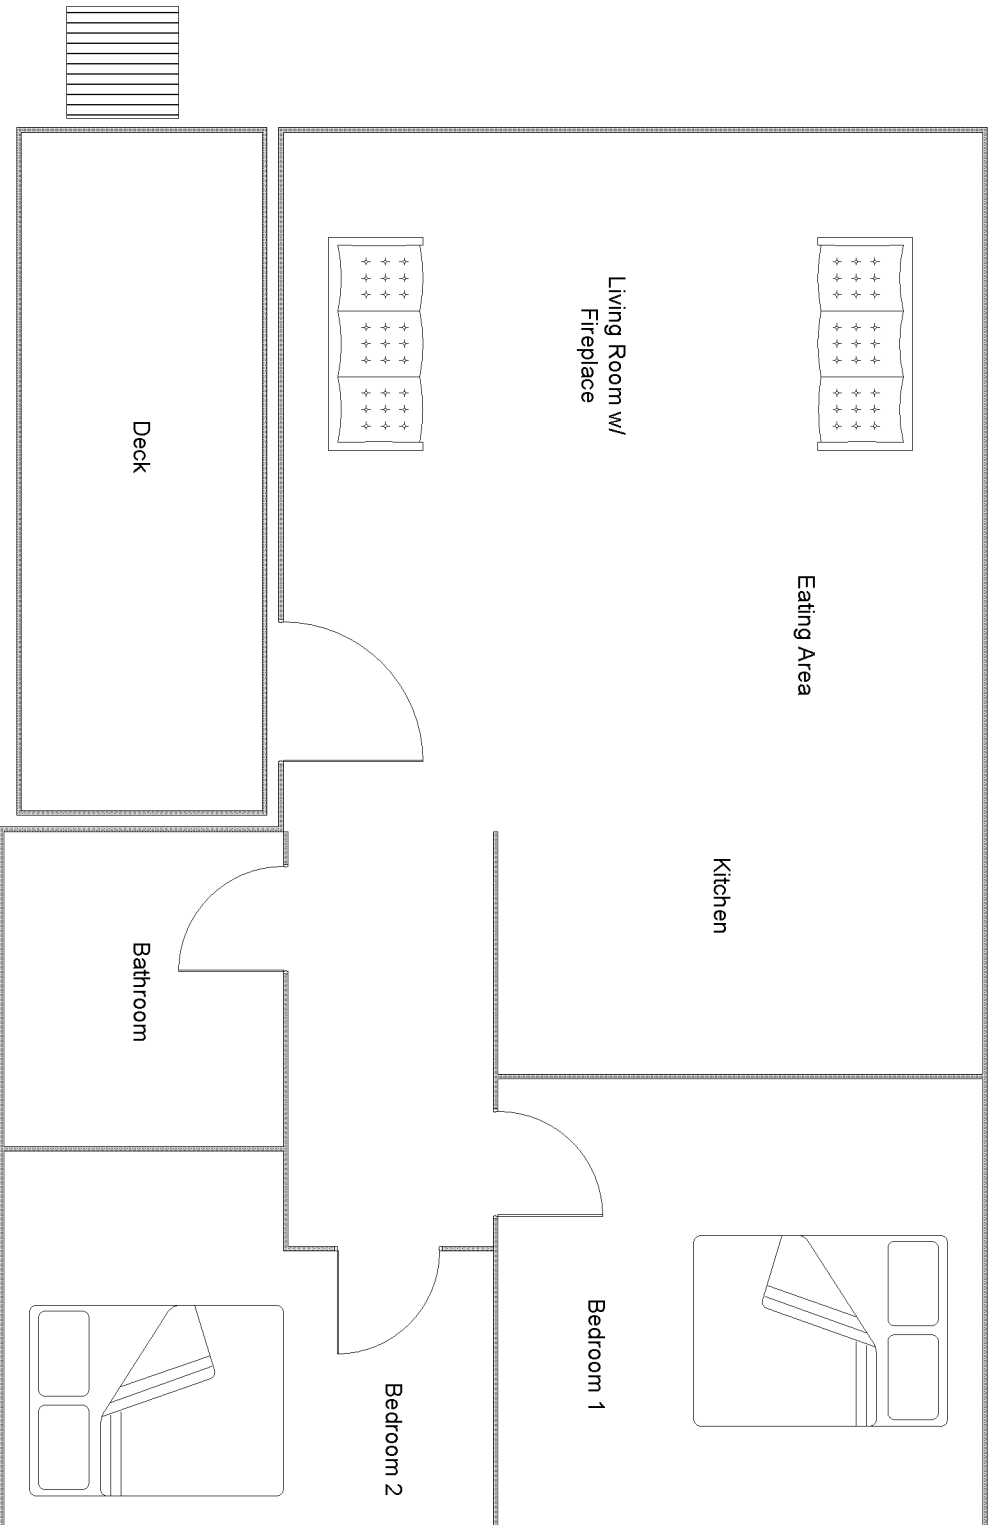 Living Room w/
Fireplace
Deck
Eating Area
Kitchen
Bathroom
Bedroom 1
Bedroom 2